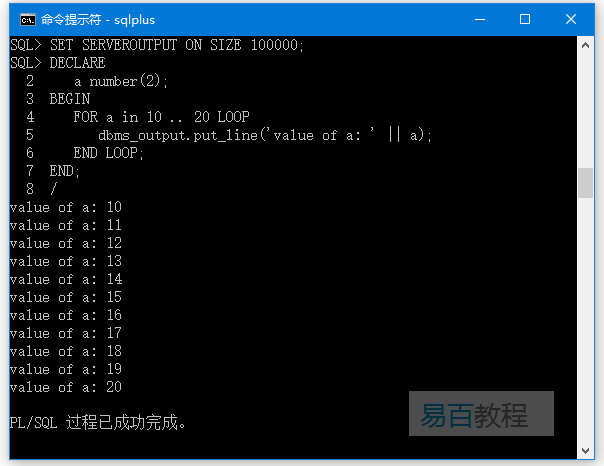 命令提示符 - sqlplus
SQL> SET SERVEROUTPUT ON SIZE 100000;
SQL> DECLARE
  2     a number(2);
  3  BEGIN
  4     FOR a in 10 .. 20 LOOP
  5        dbms_output.put_line('value of a: ' || a);
  6     END LOOP;
  7  END;
  8  /
value of a: 10
value of a: 11
value of a: 12
value of a: 13
value of a: 14
value of a: 15
value of a: 16
value of a: 17
value of a: 18
value of a: 19
value of a: 20
PL/SQL 过程已成功完成。
易百教程